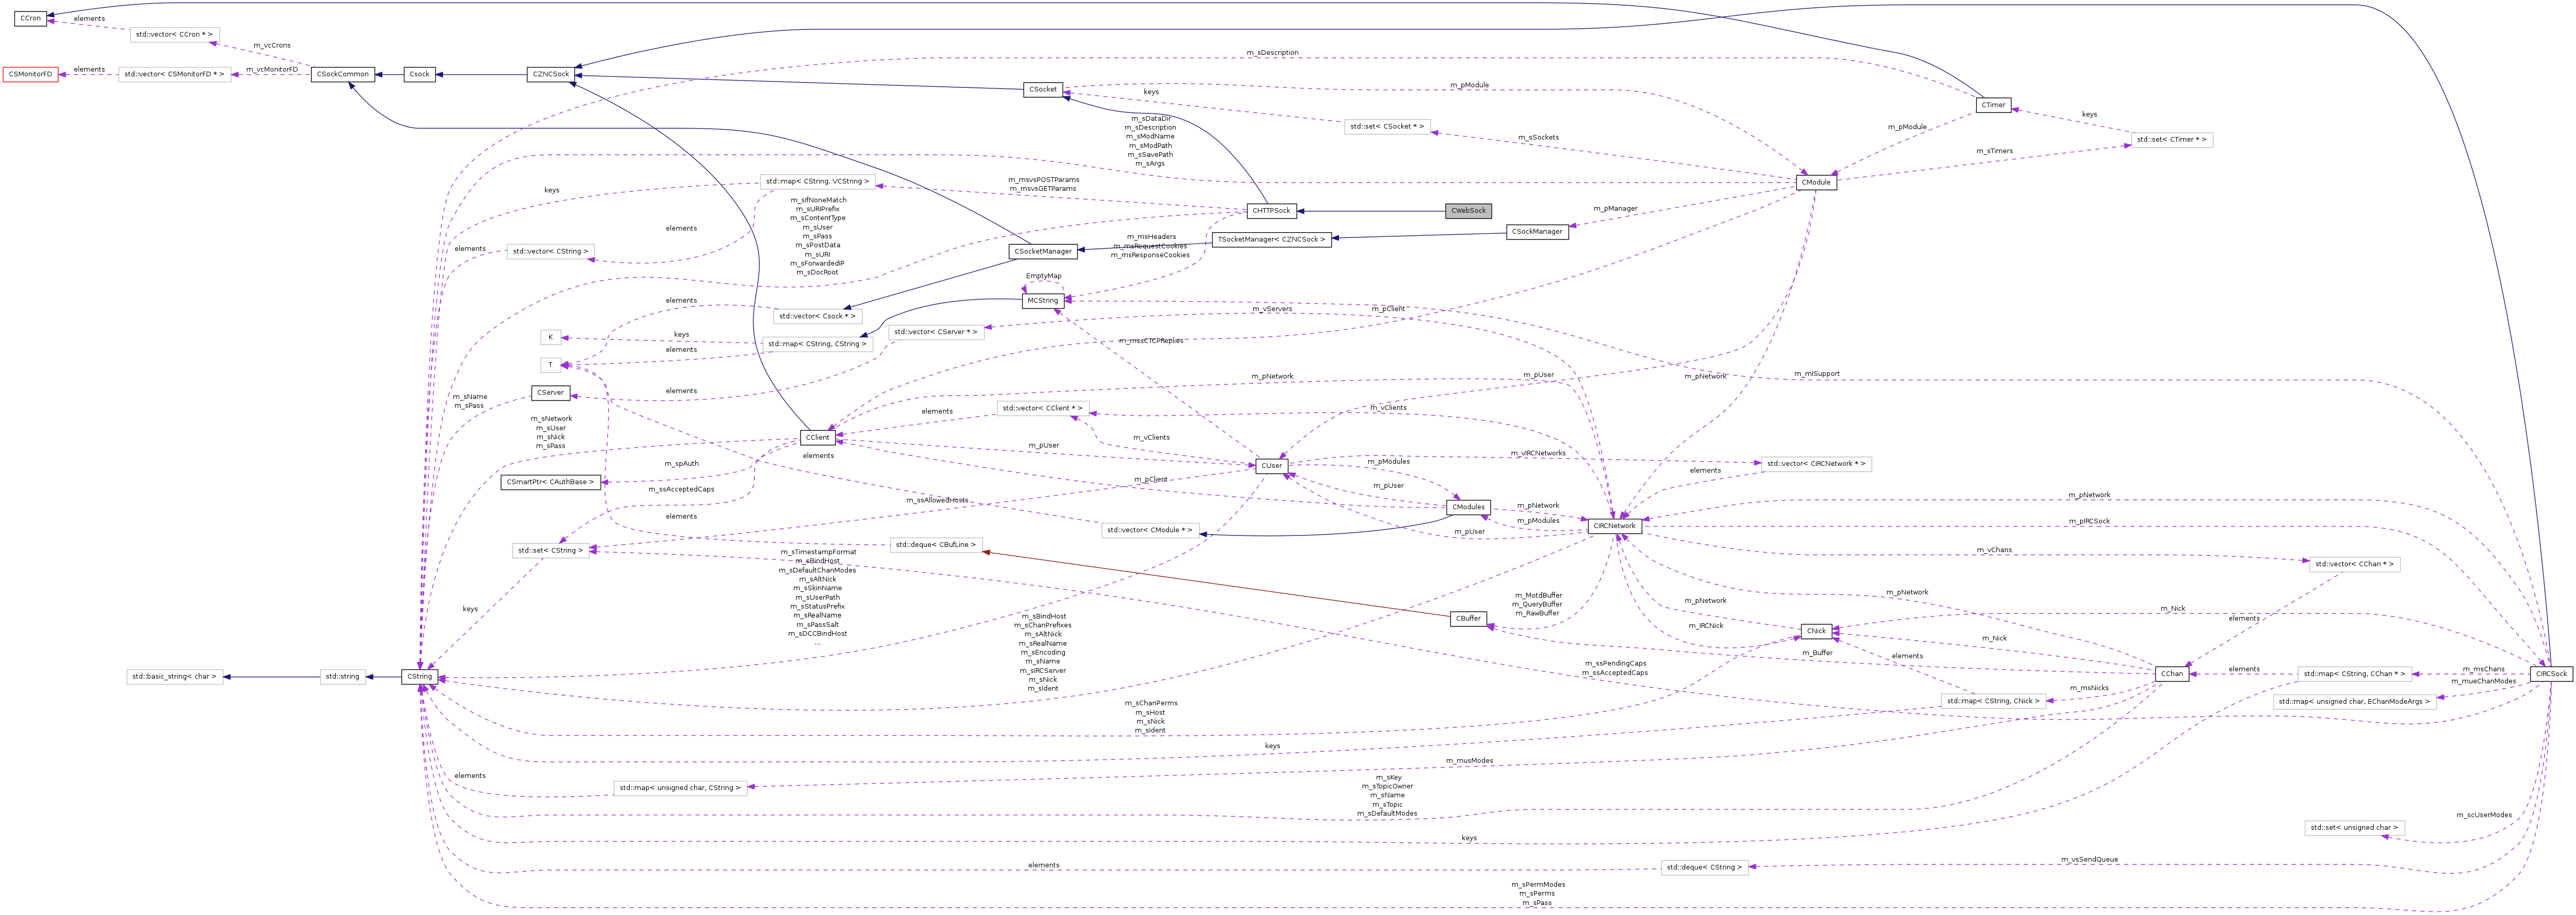 CCron
elements
std::vector< CCron * >
m_vcCrons
CSMonitorFD
elements
std::vector< CSMonitorFD * >
m_vcMonitorFD
CSockCommon
Csock
CZNCSock
m_sDescription
CSocket
keys
m_pModule
std::set< CSocket * >
m_sSockets
CTimer
m_pModule
keys
std::set< CTimer * >
m_sTimers
m_sDataDir
m_sDescription
m_sModName
m_sModPath
m_sSavePath
m_sArgs
CModule
keys
std::map< CString, VCString >
m_msvsPOSTParams
m_msvsGETParams
CHTTPSock
CWebSock
m_pManager
CSockManager
TSocketManager< CZNCSock >
CSocketManager
elements
m_sIfNoneMatch
m_sURIPrefix
m_sContentType
m_sUser
m_sPass
m_sPostData
m_sURI
m_sForwardedIP
m_sDocRoot
m_msHeaders
m_msRequestCookies
m_msResponseCookies
elements
std::vector< CString >
EmptyMap
MCString
elements
std::vector< Csock * >
std::vector< CServer * >
m_vServers
m_pClient
K
keys
std::map< CString, CString >
T
elements
m_mssCTCPReplies
CServer
elements
m_sName
m_sPass
m_pNetwork
m_pUser
m_pNetwork
m_mISupport
std::vector< CClient * >
elements
m_vClients
m_sNetwork
m_sUser
m_sNick
m_sPass
CClient
m_pUser
m_vClients
m_spAuth
elements
CSmartPtr< CAuthBase >
CUser
m_vIRCNetworks
m_pModules
std::vector< CIRCNetwork * >
elements
m_pClient
m_pUser
m_ssAcceptedCaps
m_ssAllowedHosts
CModules
m_pNetwork
m_pNetwork
elements
std::vector< CModule * >
m_pModules
m_pUser
CIRCNetwork
m_pIRCSock
std::set< CString >
std::deque< CBufLine >
m_vChans
std::vector< CChan * >
m_sTimestampFormat
m_sBindHost
m_sDefaultChanModes
m_sAltNick
m_sSkinName
m_sUserPath
m_sStatusPrefix
m_sRealName
m_sPassSalt
m_sDCCBindHost
...
keys
m_MotdBuffer
m_QueryBuffer
m_RawBuffer
CBuffer
m_pNetwork
m_pNetwork
m_IRCNick
CNick
m_Nick
m_Nick
elements
m_sBindHost
m_sChanPrefixes
m_sAltNick
m_sRealName
m_sEncoding
m_sName
m_sIRCServer
m_sNick
m_sIdent
m_Buffer
elements
m_ssPendingCaps
m_ssAcceptedCaps
std::basic_string< char >
std::string
CString
CChan
elements
std::map< CString, CChan * >
m_msChans
CIRCSock
m_mueChanModes
std::map< unsigned char, EChanModeArgs >
m_msNicks
std::map< CString, CNick >
m_sChanPerms
m_sHost
m_sNick
m_sIdent
keys
m_musModes
elements
std::map< unsigned char, CString >
m_sKey
m_sTopicOwner
m_sName
m_sTopic
m_sDefaultModes
m_scUserModes
std::set< unsigned char >
keys
elements
std::deque< CString >
m_vsSendQueue
m_sPermModes
m_sPerms
m_sPass